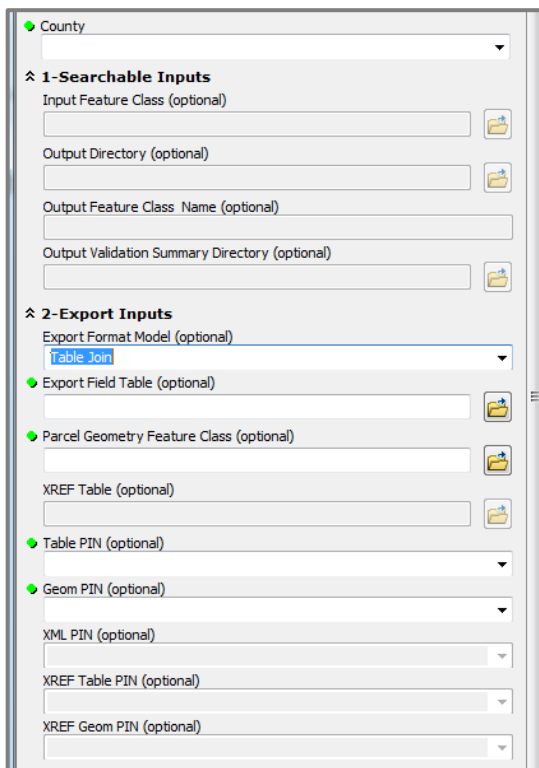 County
1-Searchable Inputs
Input Feature Class (optional)
Output Directory (optional)
Output Feature Class Name (optional)
Output Validation Summary Directory (optional)
2-Export Inputs
Export Format Model (optional)
Table Join
Export Field Table (optional)
Parcel Geometry Feature Class (optional)
XREF Table (optional)
Table PIN (optional)
Geom PIN (optional)
XML PIN (optional)
XREF Table PIN (optional)
XREF Geom PIN (optional)